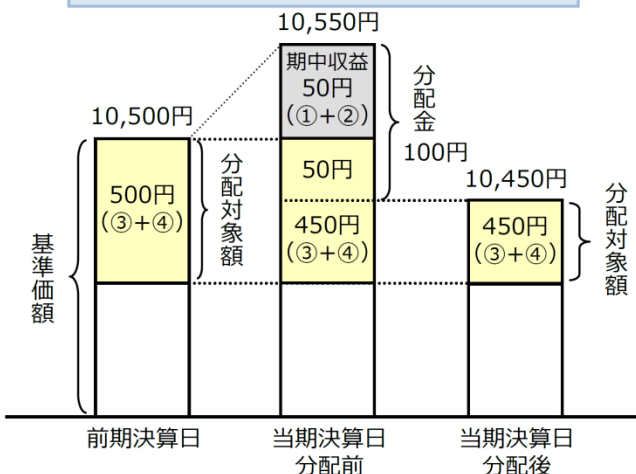 10,550円
期中収益
50円
(①+②)
分配金
10,500円
50円
100円
10,450円
500円
(③+④)
分配対象額
450円
(③+④)
450円
(③+④)
分配対象額
基準価額
前期決算日
当期決算日
分配前
当期決算日
分配後